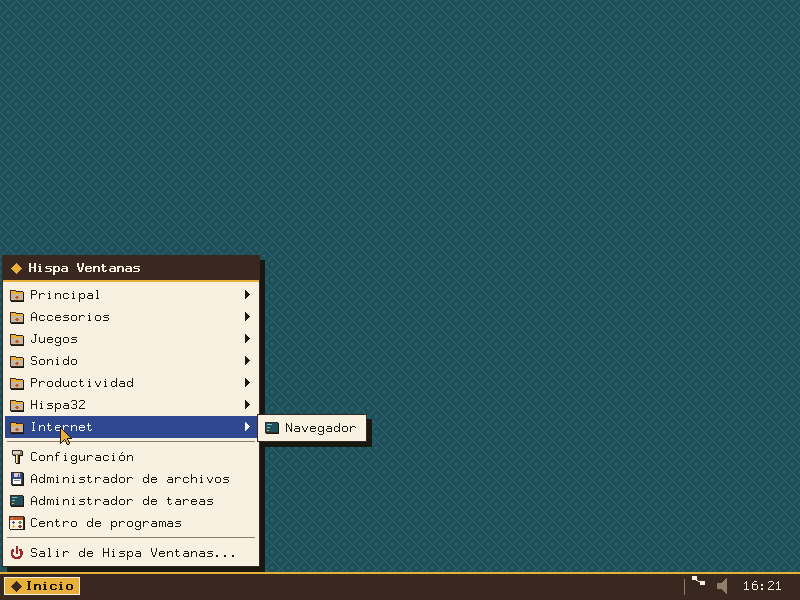 Hispa Ventanas
Principal
Accesorios
Juegos
Sonido
Productividad
Hispa32
Internet
Navegador
Configuración
Administrador de archivos
Administrador de tareas
Centro de programas
Salir de Hispa Ventanas...
Inicio
16:21